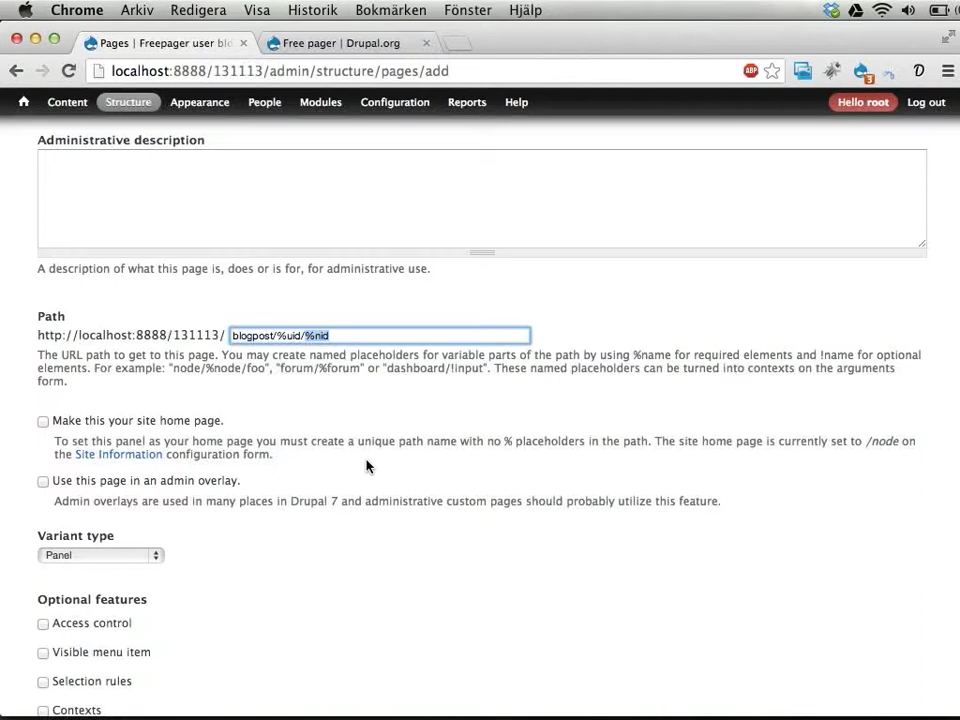 Chrome Arkiv Redigera Visa Historik Bokmärken Fönster Hjälp
Pages | Freepager user blo
Free pager | Drupal.org
localhost:8888/131113/admin/structure/pages/add
ABP
3
Content Structure Appearance People Modules Configuration Reports Help Hello root Log out
Administrative description
A description of what this page is, does or is for, for administrative use.
Path
http://localhost:8888/131113/ blogpost/%uid/%nid
The URL path to get to this page. You may create named placeholders for variable parts of the path by using %name for required elements and !name for optional
elements. For example: "node/%node/foo", "forum/%forum" or "dashboard/!input". These named placeholders can be turned into contexts on the arguments
form.
Make this your site home page.
To set this panel as your home page you must create a unique path name with no % placeholders in the path. The site home page is currently set to /node on
the Site Information configuration form.
Use this page in an admin overlay.
Admin overlays are used in many places in Drupal 7 and administrative custom pages should probably utilize this feature.
Variant type
Panel
Optional features
Access control
Visible menu item
Selection rules
Contexts